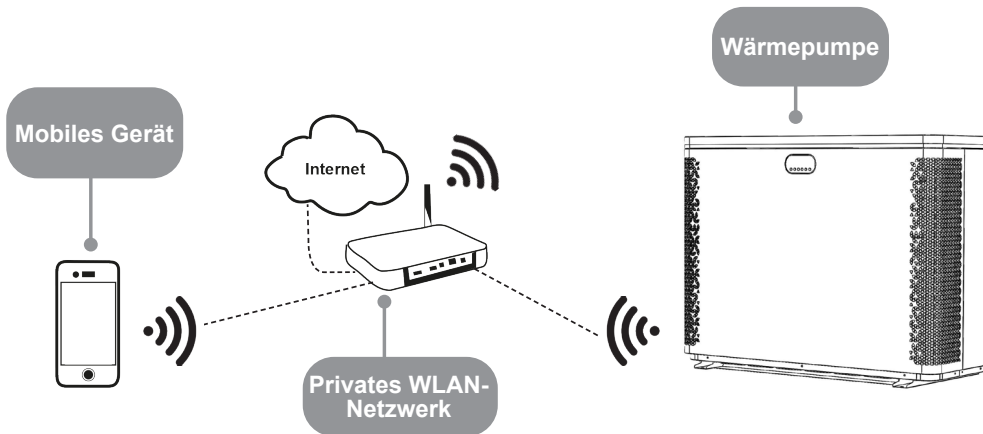 Wärmepumpe
Mobiles Gerät
Internet
Privates WLAN-
Netzwerk